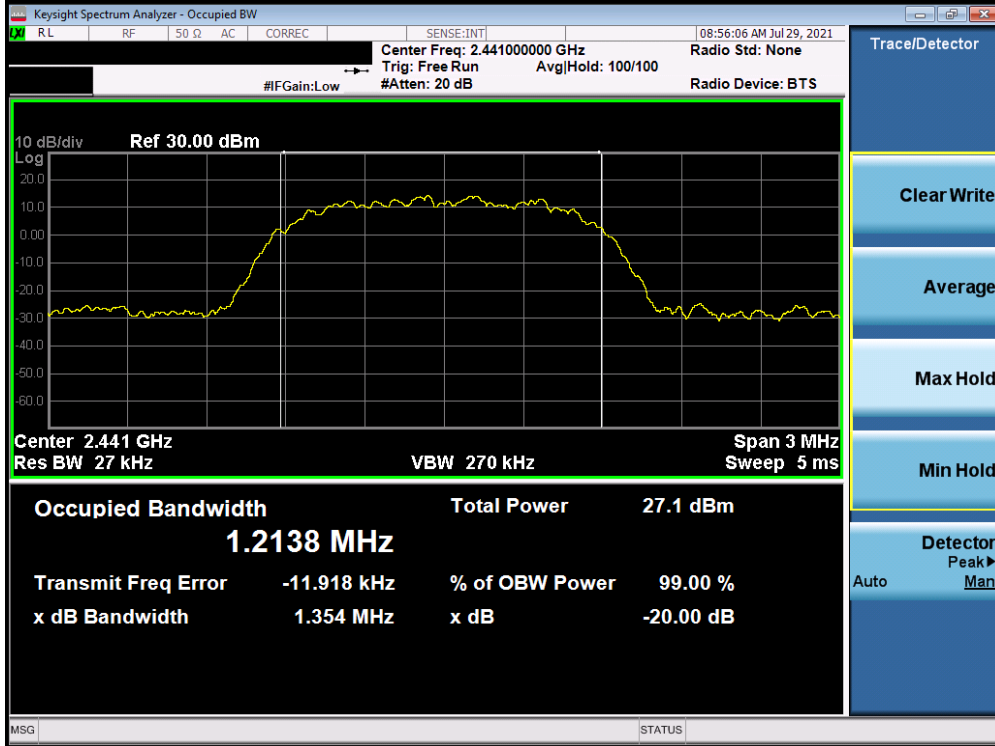 Keysight Spectrum Analyzer - Occupied BW
LXI RL RF 50 Ω AC CORREC SENSE:INT 08:56:06 AM Jul 29, 2021
Center Freq: 2.441000000 GHz Radio Std: None
Trig: Free Run Avg|Hold: 100/100
#IFGain:Low #Atten: 20 dB Radio Device: BTS
10 dB/div Ref 30.00 dBm
Log
20.0
10.0
0.00
-10.0
-20.0
-30.0
-40.0
-50.0
-60.0
Center 2.441 GHz Span 3 MHz
Res BW 27 kHz VBW 270 kHz Sweep 5 ms
Occupied Bandwidth Total Power 27.1 dBm
1.2138 MHz
Transmit Freq Error -11.918 kHz % of OBW Power 99.00 %
x dB Bandwidth 1.354 MHz x dB -20.00 dB
MSG STATUS
Trace/Detector
Clear Write
Average
Max Hold
Min Hold
Detector
Peak▶
Auto Man